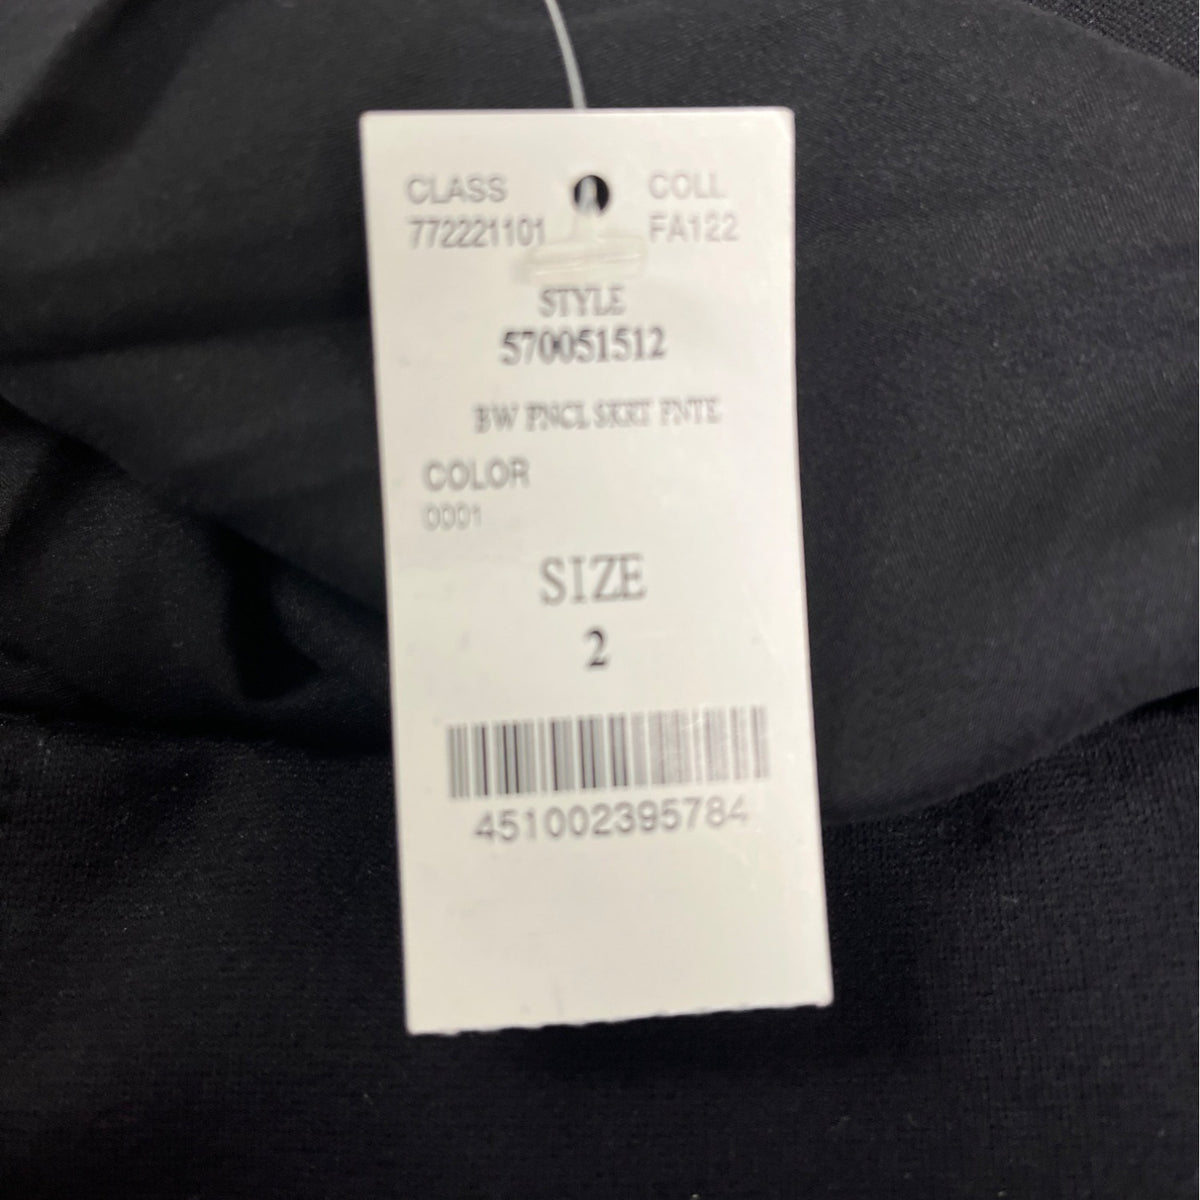 CLASS COLL
772221101 FA122
STYLE
570051512
BW PNCL SKRT PNTE
COLOR
0001
SIZE
2
451002395784